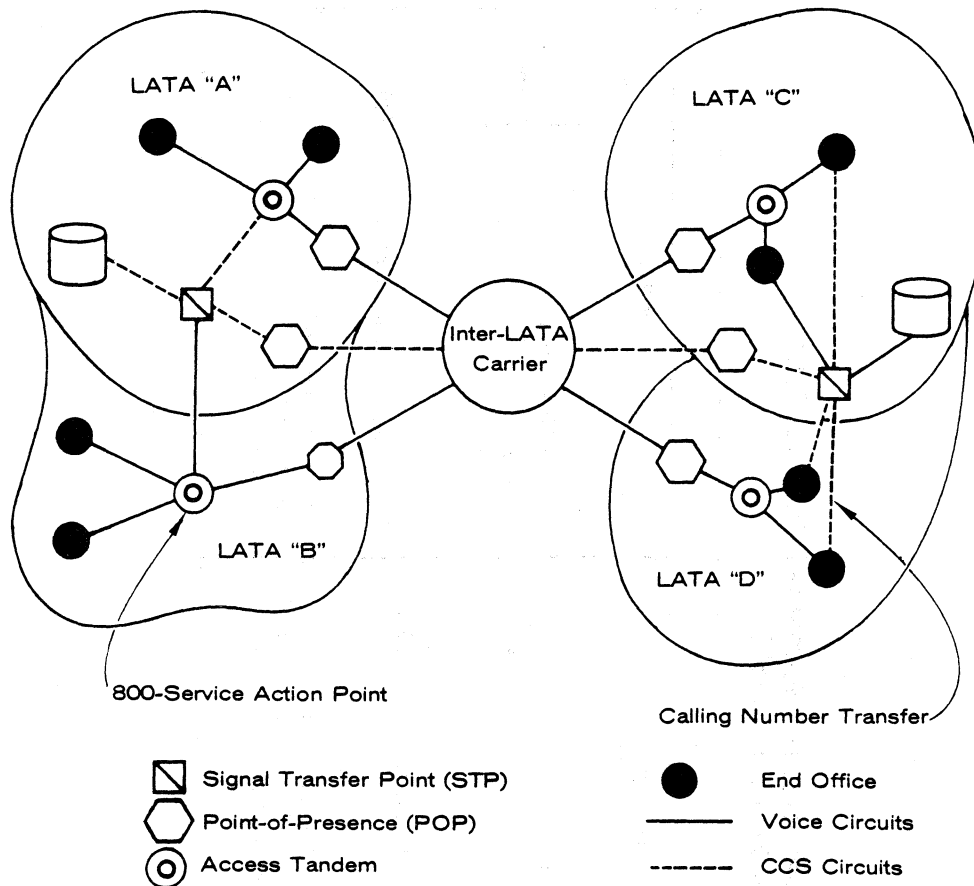 LATA "A"
LATA "C"
Inter-LATA
Carrier
LATA "B"
LATA "D"
800-Service Action Point
Calling Number Transfer
Signal Transfer Point (STP)
Point-of-Presence (POP)
Access Tandem
End Office
Voice Circuits
CCS Circuits